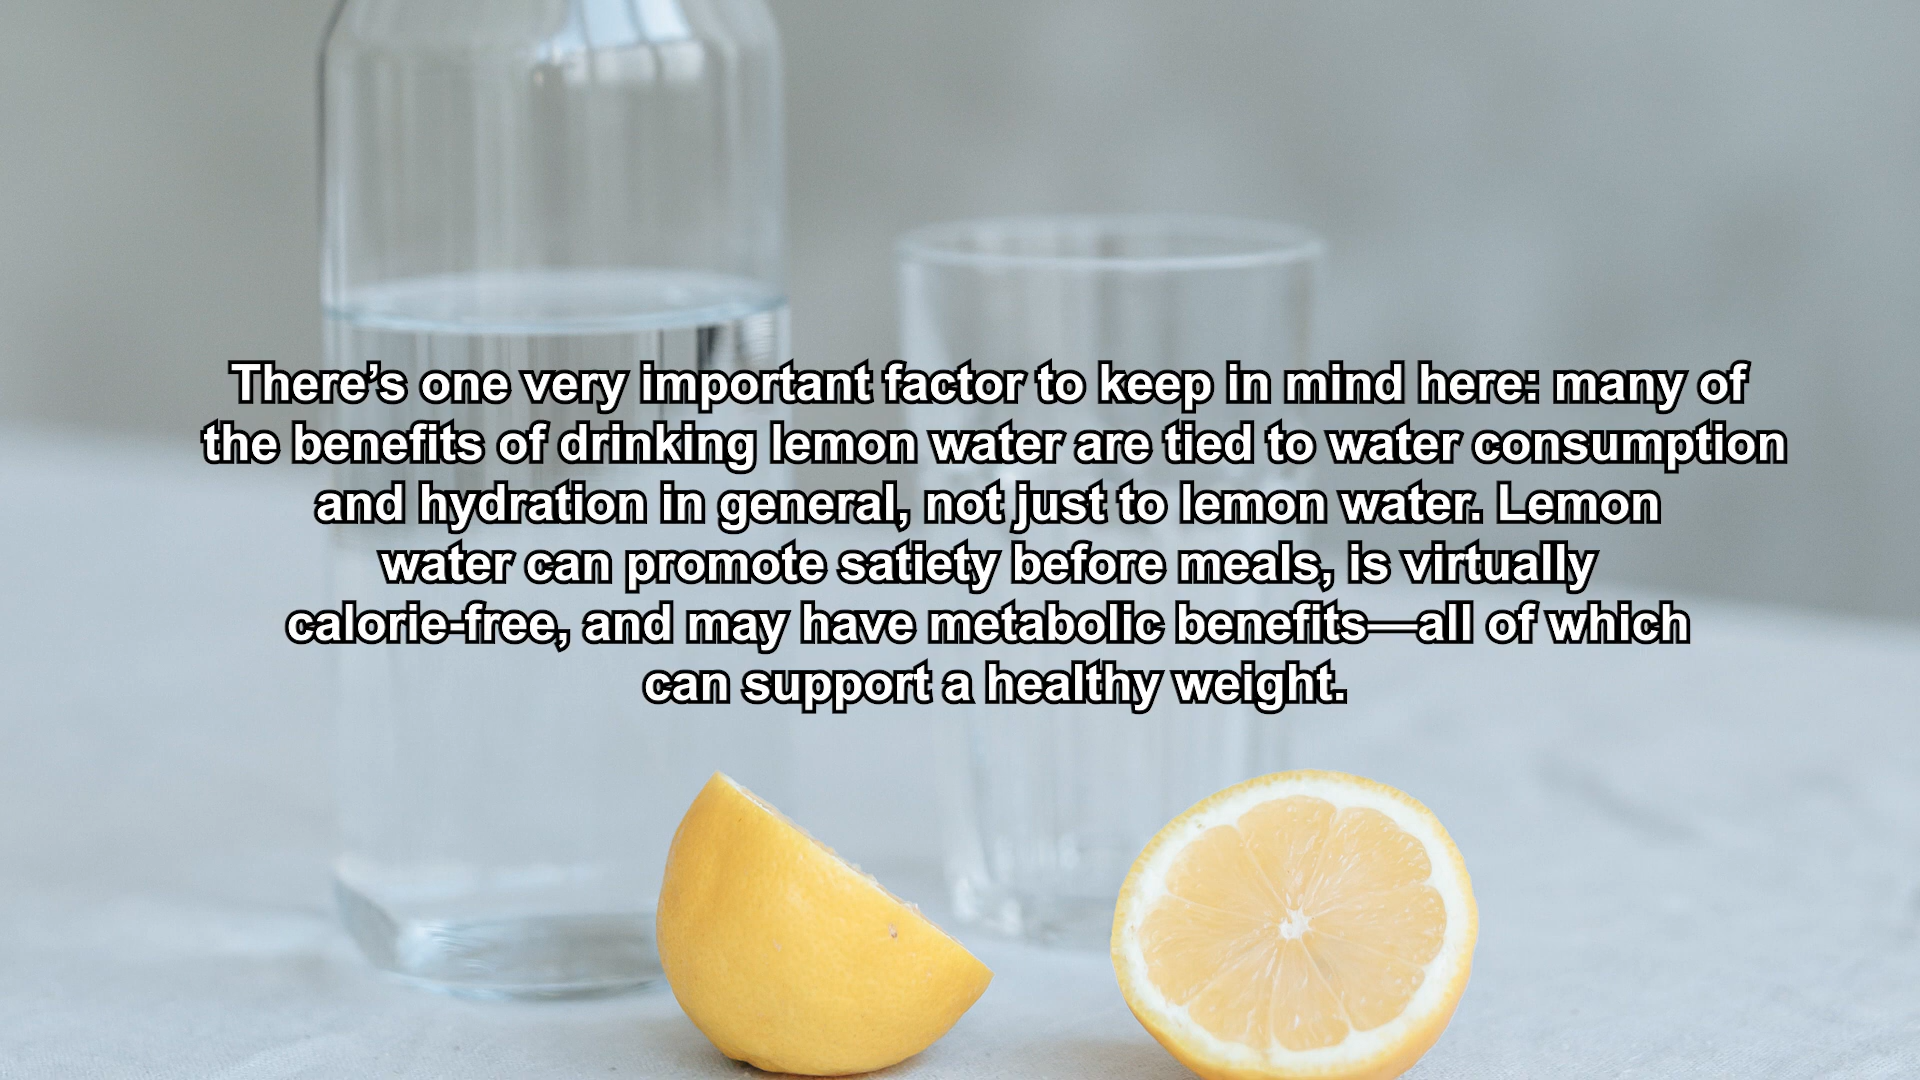 There’s one very important factor to keep in mind here: many of
the benefits of drinking lemon water are tied to water consumption
and hydration in general, not just to lemon water. Lemon
water can promote satiety before meals, is virtually
calorie-free, and may have metabolic benefits—all of which
can support a healthy weight.